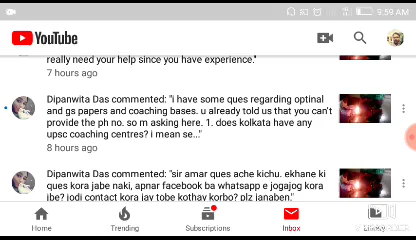 9:59 AM
YouTube
really need your help since you have experience."
7 hours ago
Dipanwita Das commented: "i have some ques regarding optinal
and gs papers and coaching bases. u already told us that you can't
provide the ph no. so m asking here. 1. does kolkata have any
upsc coaching centres? i mean se..."
8 hours ago
Dipanwita Das commented: "sir amar ques ache kichu. ekhane ki
ques kora jabe naki, apnar facebook ba whatsapp e jogajog kora
jbe? jodi contact kora jay tobe kothay korbo? plz janaben."
Home
Trending
Subscriptions
Inbox
Library